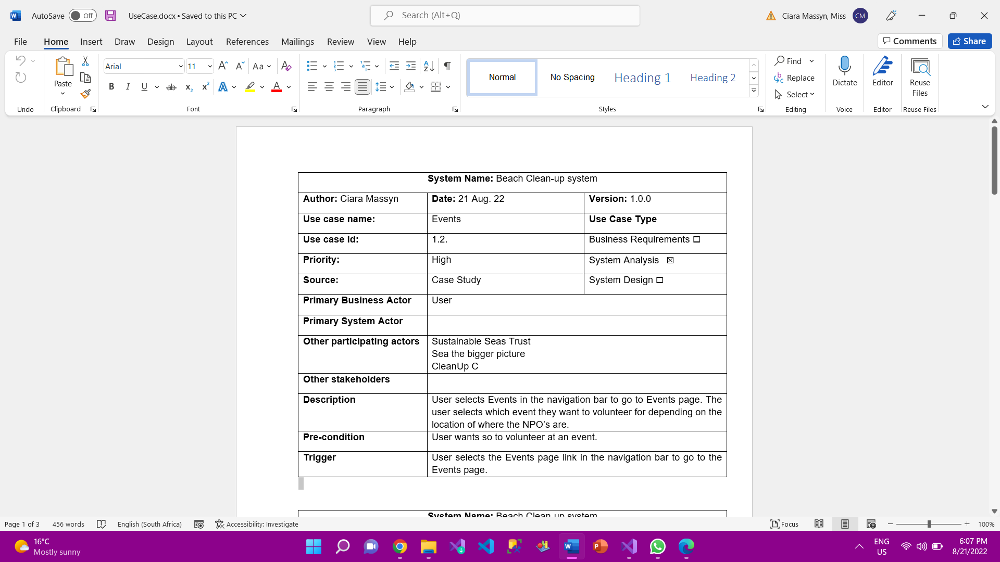 AutoSave Off UseCase.docx • Saved to this PC Search (Alt+Q) Ciara Massyn, Miss CM
File Home Insert Draw Design Layout References Mailings Review View Help Comments Share
Arial 11 Aa
Paste
B I U ab x2 x2 A A
Normal No Spacing Heading 1 Heading 2
Find
Replace
Select
Dictate
Editor
Reuse
Files
Undo Clipboard Font Paragraph Styles Editing Voice Editor Reuse Files
System Name: Beach Clean-up system
Author: Ciara Massyn Date: 21 Aug. 22 Version: 1.0.0
Use case name: Events Use Case Type
Use case id: 1.2. Business Requirements ☐
Priority: High System Analysis ☒
Source: Case Study System Design ☐
Primary Business Actor User
Primary System Actor
Other participating actors Sustainable Seas Trust
Sea the bigger picture
CleanUp C
Other stakeholders
Description User selects Events in the navigation bar to go to Events page. The
user selects which event they want to volunteer for depending on the
location of where the NPO’s are.
Pre-condition User wants so to volunteer at an event.
Trigger User selects the Events page link in the navigation bar to go to the
Events page.
System Name: Beach Clean-up system
Page 1 of 3 456 words English (South Africa) Accessibility: Investigate Focus 100%
16°C
Mostly sunny
ENG
US
6:07 PM
8/21/2022